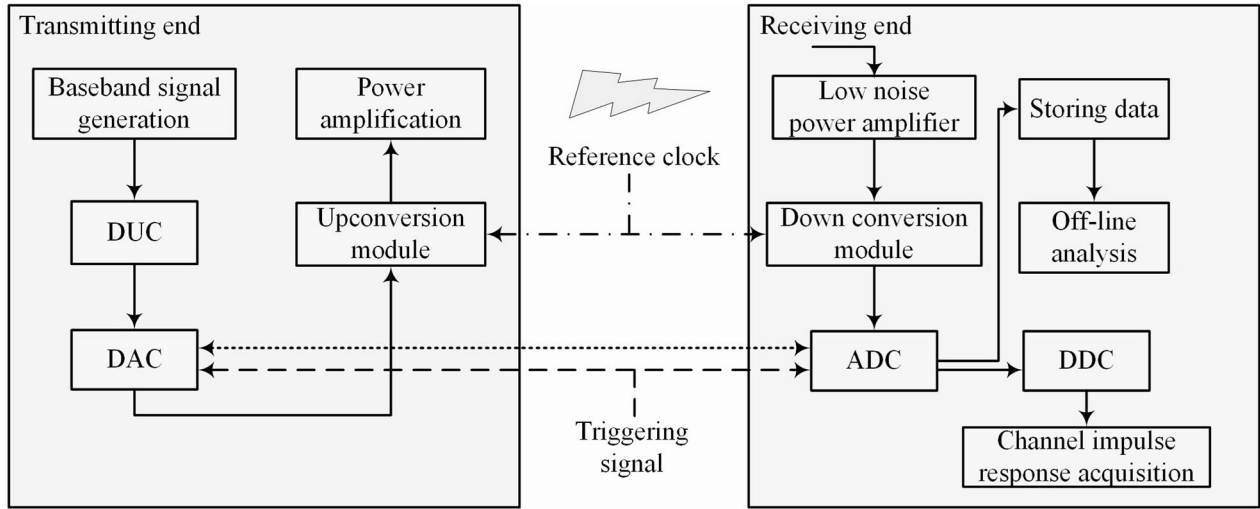 Transmitting end
Baseband signal
generation
DUC
DAC
Power
amplification
Upconversion
module
Reference clock
Triggering
signal
Receiving end
Low noise
power amplifier
Down conversion
module
ADC
Storing data
Off-line
analysis
DDC
Channel impulse
response acquisition